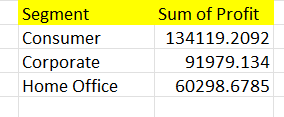 Segment Sum of Profit
Consumer 134119.2092
Corporate 91979.134
Home Office 60298.6785